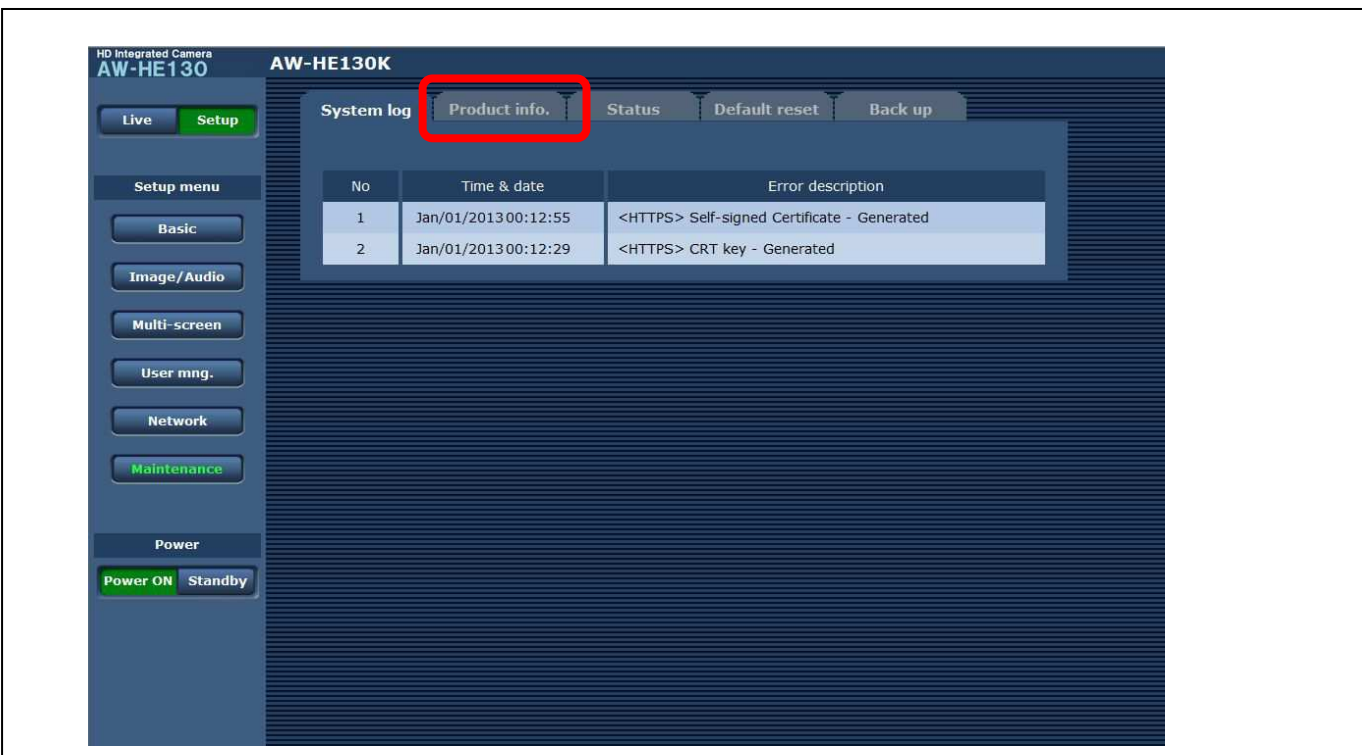 HD Integrated Camera
AW-HE130
AW-HE130K
Live Setup
System log Product info. Status Default reset Back up
Setup menu
Basic
Image/Audio
Multi-screen
User mng.
Network
Maintenance
Power
Power ON Standby
No Time & date Error description
1 Jan/01/2013 00:12:55 <HTTPS> Self-signed Certificate - Generated
2 Jan/01/2013 00:12:29 <HTTPS> CRT key - Generated